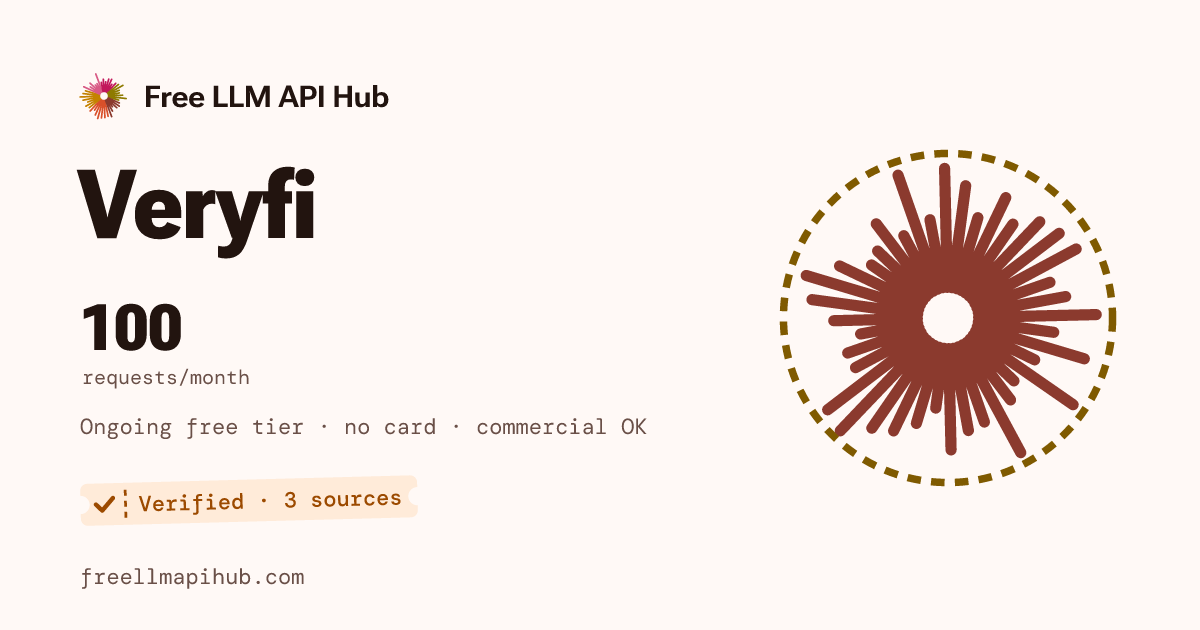 Free LLM API Hub
Veryfi
100
requests/month
Ongoing free tier · no card · commercial OK
Verified · 3 sources
freellmapihub.com